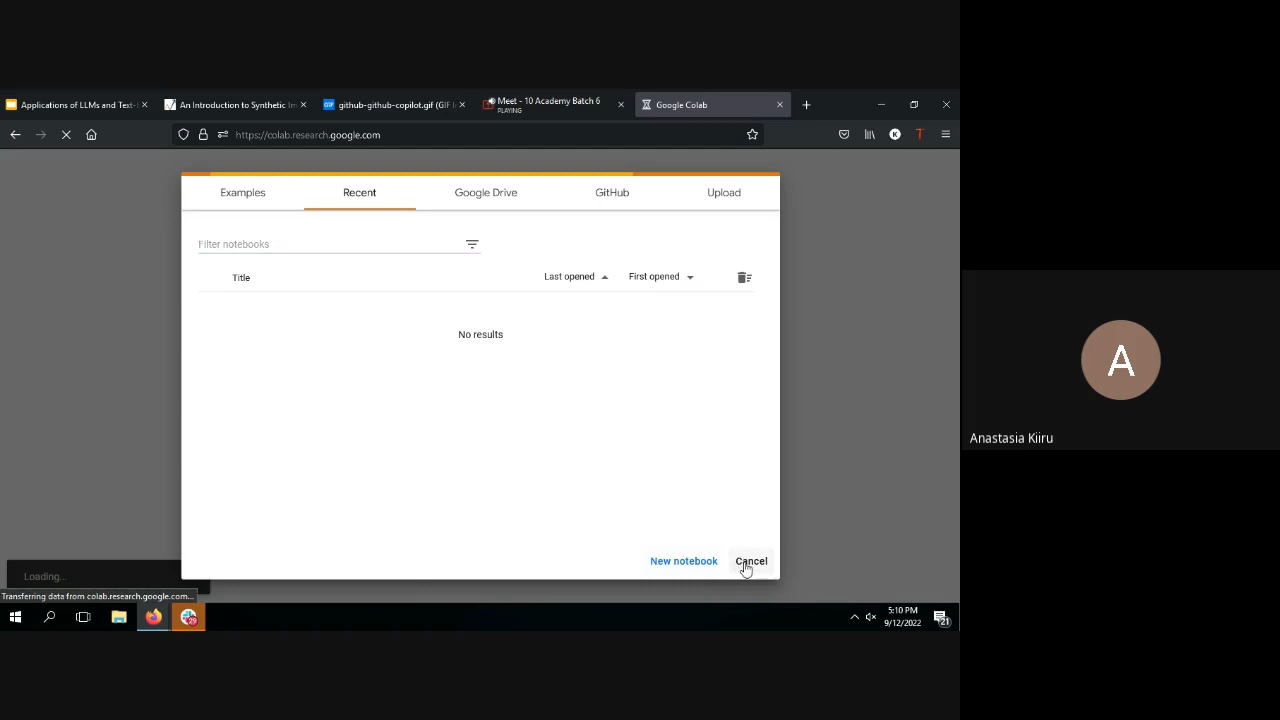 Applications of LLMs and Text-
An Introduction to Synthetic Im
GIF
github-github-copilot.gif (GIF I
Meet - 10 Academy Batch 6
PLAYING
Google Colab
https://colab.research.google.com
K
T
Examples
Recent
Google Drive
GitHub
Upload
Filter notebooks
Title
Last opened
First opened
No results
New notebook
Cancel
Loading...
Transferring data from colab.research.google.com...
29
5:10 PM
9/12/2022
21
A
Anastasia Kiiru